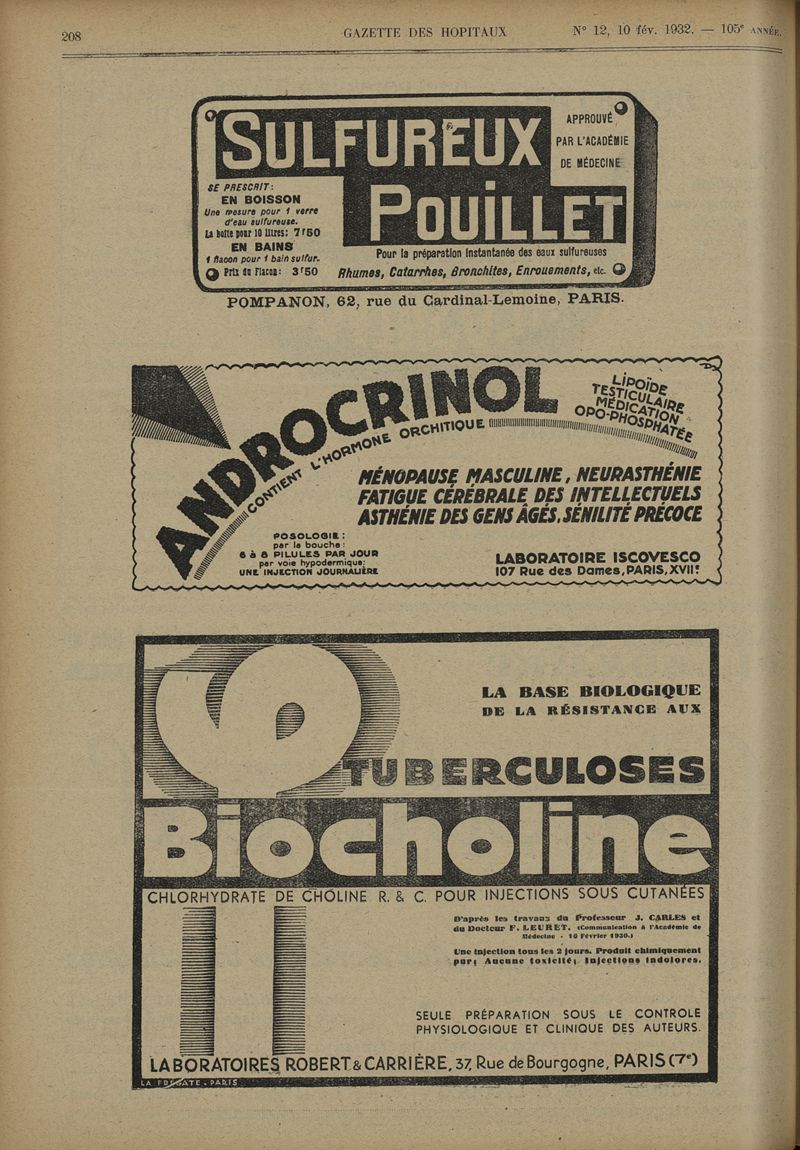 208
GAZETTE DES HOPITAUX
N° 12, 10 fév. 1932. — 105e ANNÉE.
SULFUREUX
POUILLET
APPROUVÉ
PAR L'ACADÉMIE
DE MÉDECINE
SE PRESCRIT:
EN BOISSON
Une mesure pour 1 verre
d'eau sulfureuse.
La boîte pour 10 litres: 7f50
EN BAINS
1 flacon pour 1 bain sulfur.
Prix du Flacon: 3f50
Pour la préparation instantanée des eaux sulfureuses
Rhumes, Catarrhes, Bronchites, Enrouements, etc.
POMPANON, 62, rue du Cardinal-Lemoine, PARIS.
ANDROCRINOL
CONTIENT L'HORMONE ORCHITIQUE
LIPOÏDE
TESTICULAIRE
MÉDICATION
OPO-PHOSPHATÉE
MÉNOPAUSE MASCULINE, NEURASTHÉNIE
FATIGUE CÉRÉBRALE DES INTELLECTUELS
ASTHÉNIE DES GENS ÂGÉS, SÉNILITÉ PRÉCOCE
POSOLOGIE:
par la bouche:
6 à 8 PILULES PAR JOUR
par voie hypodermique:
UNE INJECTION JOURNALIÈRE
LABORATOIRE ISCOVESCO
107 Rue des Dames, PARIS, XVIIe
LA BASE BIOLOGIQUE
DE LA RÉSISTANCE AUX
TUBERCULOSES
Biocholine
CHLORHYDRATE DE CHOLINE R. & C. POUR INJECTIONS SOUS CUTANÉES
D'après les travaux du Professeur J. CARLES et
du Docteur F. LEURET. (Communication à l'Académie de
Médecine - 18 Février 1930.)
Une injection tous les 2 jours. Produit chimiquement
pur; Aucune toxicité; Injections indolores.
SEULE PRÉPARATION SOUS LE CONTROLE
PHYSIOLOGIQUE ET CLINIQUE DES AUTEURS.
LABORATOIRES ROBERT & CARRIÈRE, 37, Rue de Bourgogne, PARIS (7e)
LA FRÉGATE. PARIS